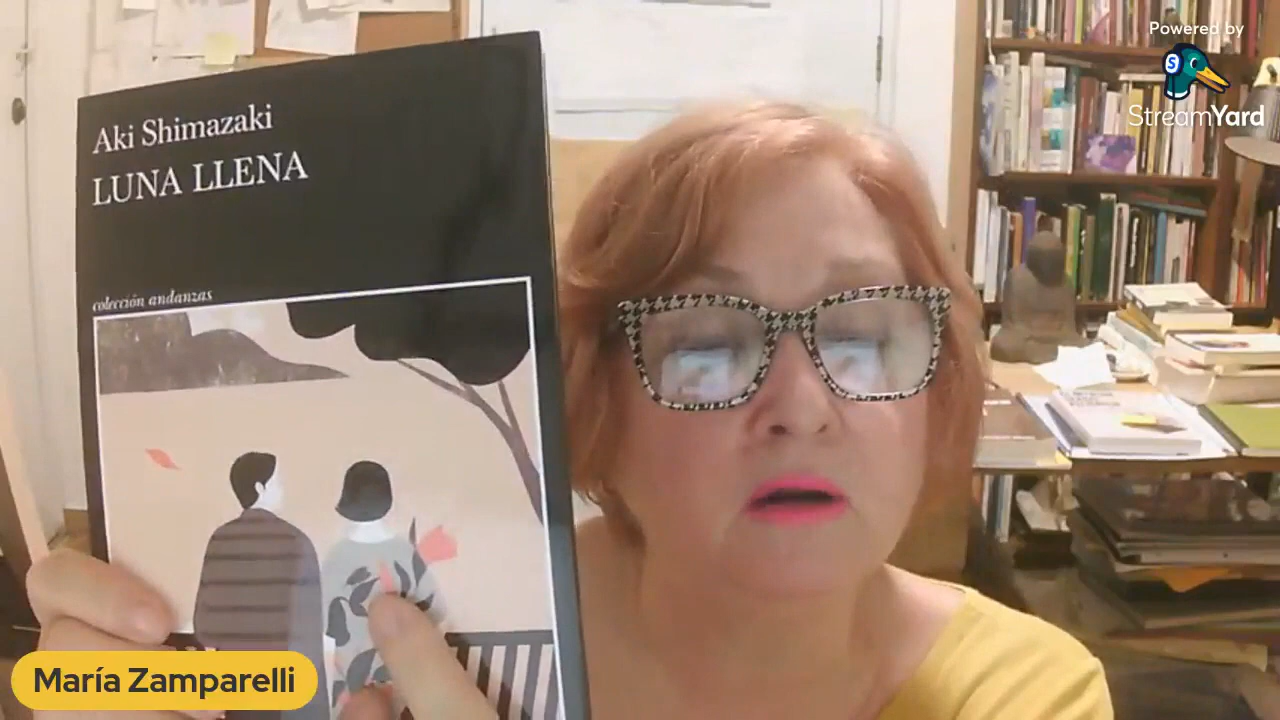 Powered by
StreamYard
Aki Shimazaki
LUNA LLENA
colección andanzas
María Zamparelli